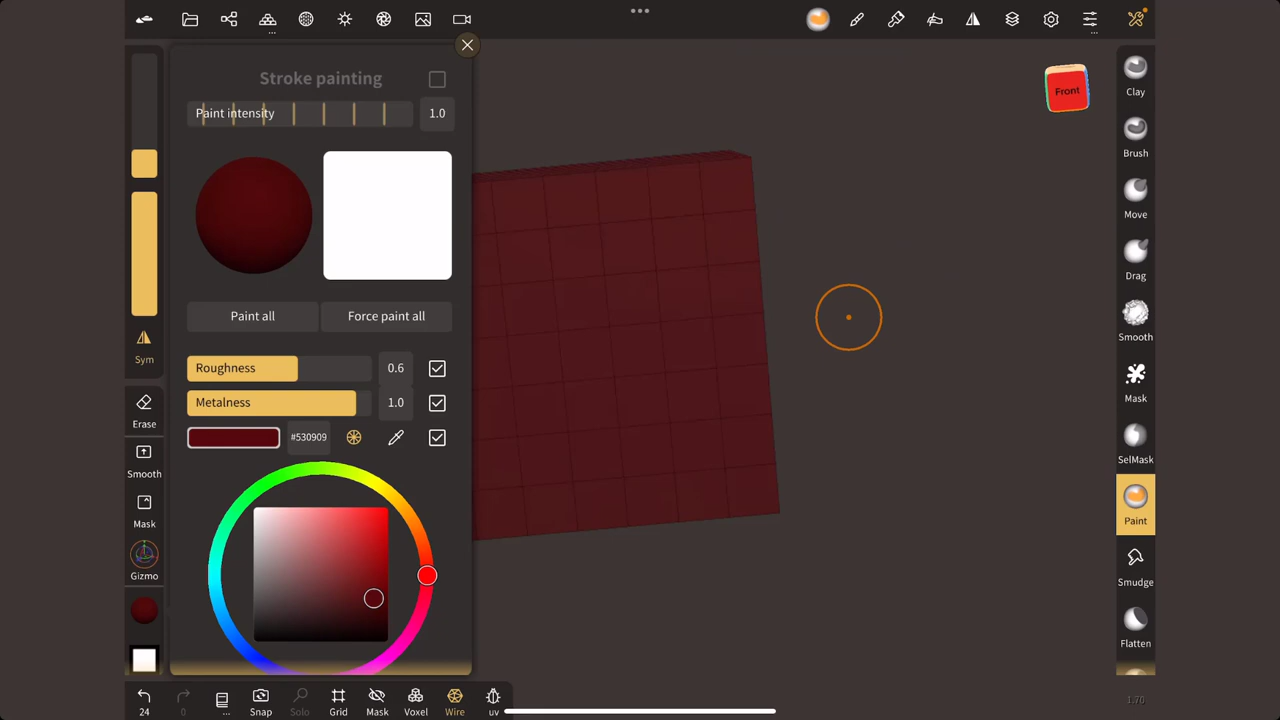 Stroke painting
Paint intensity 1.0
Paint all
Force paint all
Roughness 0.6
Metalness 1.0
#530909
Sym
Erase
Smooth
Mask
Gizmo
24
0
...
Snap
Solo
Grid
Mask
Voxel
Wire
uv
Front
Clay
Brush
Move
Drag
Smooth
Mask
SelMask
Paint
Smudge
Flatten
1.70